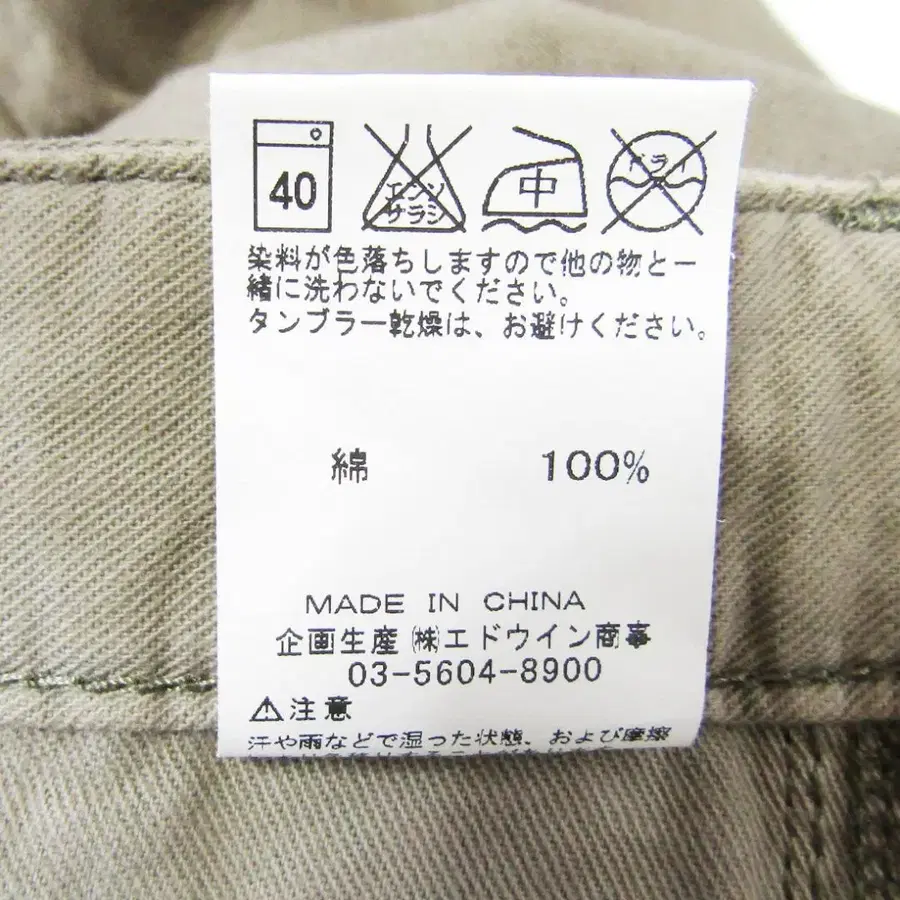 40
エンソ
サラシ
中
ドライ
染料が色落ちしますので他の物と一
緒に洗わないでください。
タンブラー乾燥は、お避けください。
綿 100%
MADE IN CHINA
企画生産 ㈱エドウイン商事
03-5604-8900
⚠注意
汗や雨などで湿った状態、および摩擦